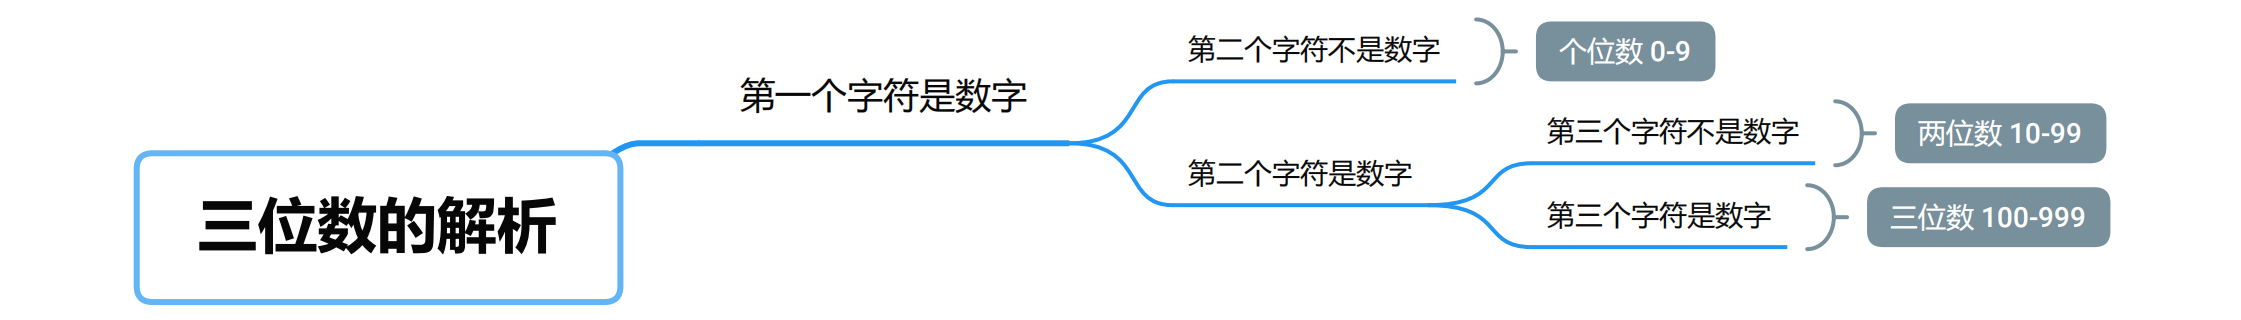 三位数的解析
第一个字符是数字
第二个字符不是数字
个位数 0-9
第二个字符是数字
第三个字符不是数字
两位数 10-99
第三个字符是数字
三位数 100-999